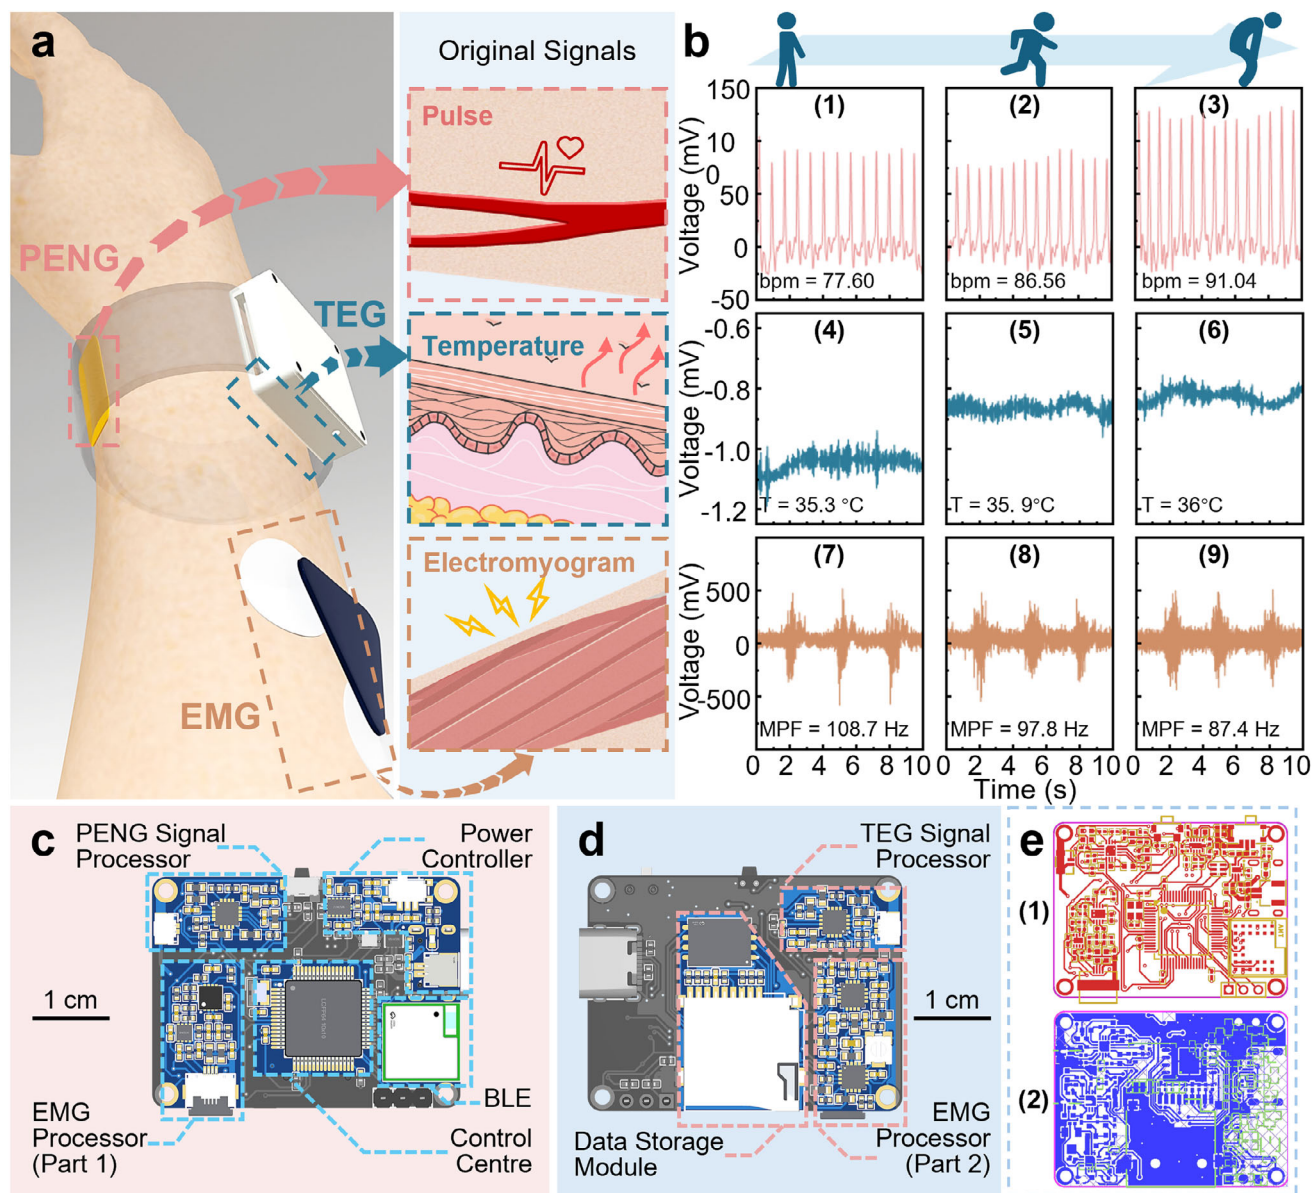 a
Original Signals
Pulse
PENG
TEG
Temperature
Electromyogram
EMG
b
(1)
(2)
(3)
Voltage (mV)
150
100
50
0
-50
bpm = 77.60
bpm = 86.56
bpm = 91.04
(4)
(5)
(6)
Voltage (mV)
-0.6
-0.8
-1.0
-1.2
T = 35.3 °C
T = 35. 9°C
T = 36°C
(7)
(8)
(9)
Voltage (mV)
500
0
-500
MPF = 108.7 Hz
MPF = 97.8 Hz
MPF = 87.4 Hz
0 2 4 6 8 10
0 2 4 6 8 10
0 2 4 6 8 10
Time (s)
c
PENG Signal
Processor
Power
Controller
1 cm
EMG
Processor
(Part 1)
BLE
Control
Centre
d
TEG Signal
Processor
1 cm
Data Storage
Module
EMG
Processor
(Part 2)
e
(1)
ANT
(2)